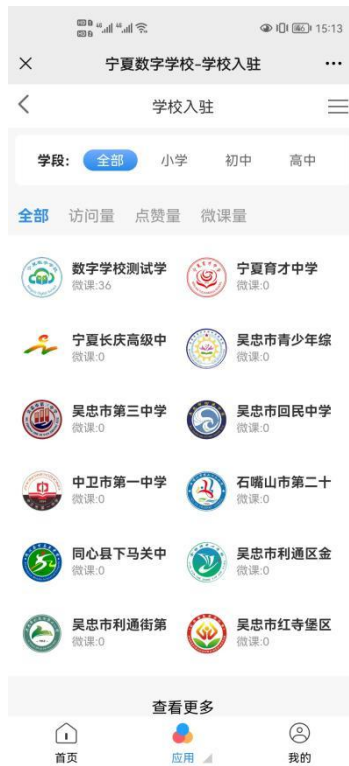 15:13
宁夏数字学校-学校入驻
学校入驻
学段: 全部 小学 初中 高中
全部 访问量 点赞量 微课量
数字学校测试学
微课:36
宁夏育才中学
微课:0
宁夏长庆高级中
微课:0
吴忠市青少年综
微课:0
吴忠市第三中学
微课:0
吴忠市回民中学
微课:0
中卫市第一中学
微课:0
石嘴山市第二十
微课:0
同心县下马关中
微课:0
吴忠市利通区金
微课:0
吴忠市利通街第
微课:0
吴忠市红寺堡区
微课:0
查看更多
首页 应用 我的